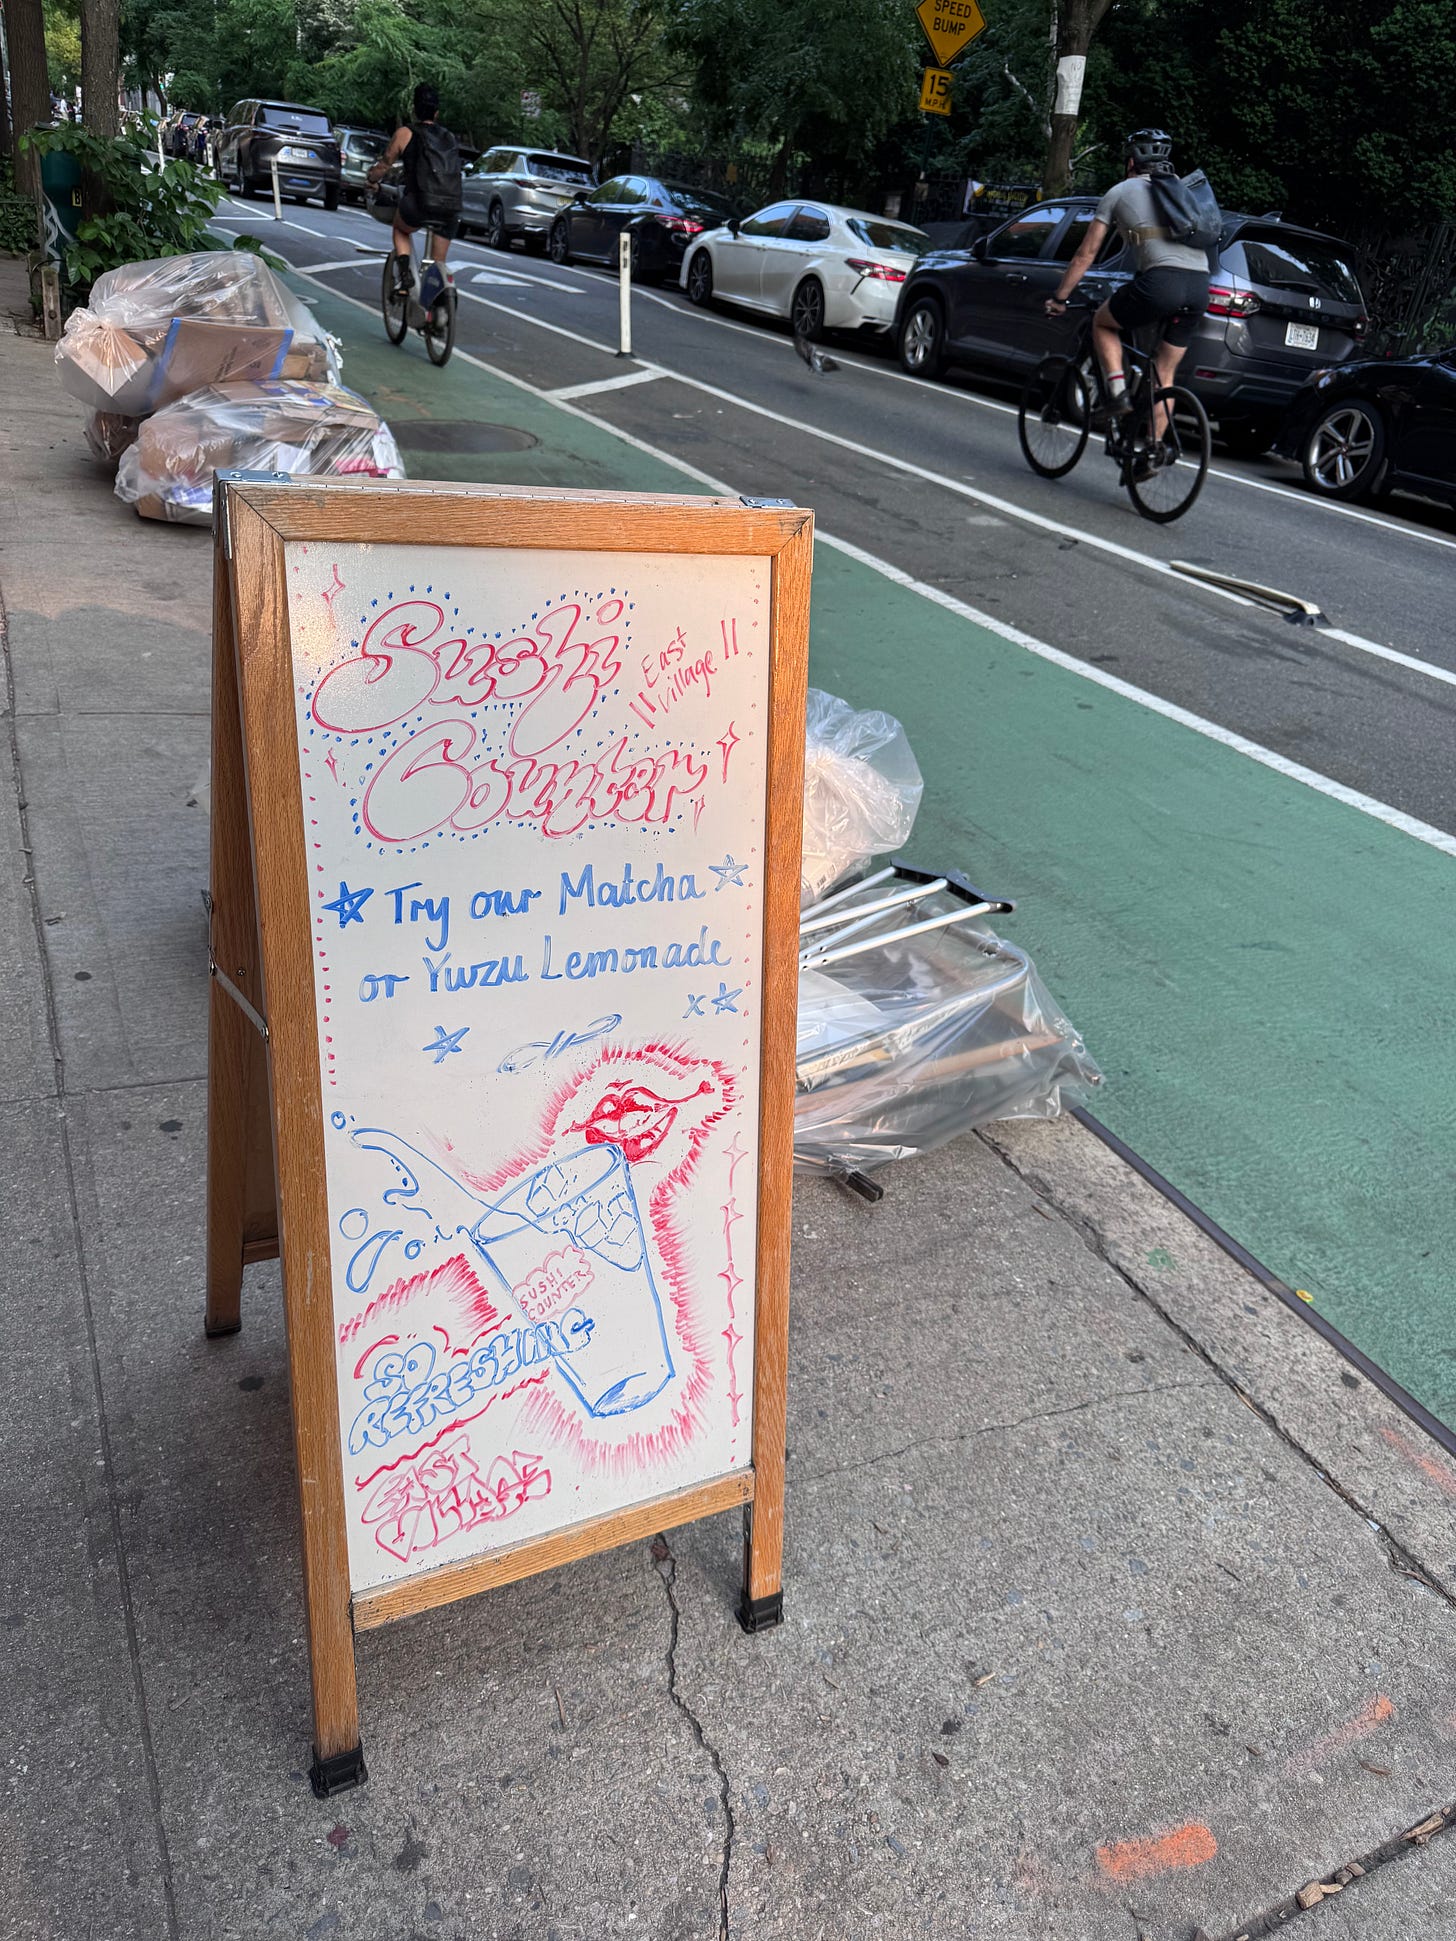 SPEED
BUMP
15
M.P.H.
Sushi
Counter
East
Village
Try our Matcha
or Yuzu Lemonade
x
SUSHI
COUNTER
SO
REFRESHING
EAST
VILLAGE